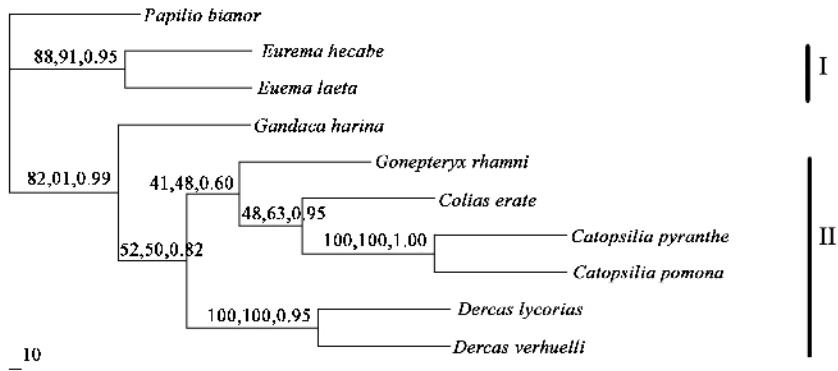 Papilio bianor
88,91,0.95
Eurema hecabe
Euema laeta
I
Gandaca harina
82,01,0.99
41,48,0.60
Gonepteryx rhamni
48,63,0.95
Colias erate
100,100,1.00
Catopsilia pyranthe
II
52,50,0.82
Catopsilia pomona
100,100,0.95
Dercas lycorias
Dercas verhuelli
10